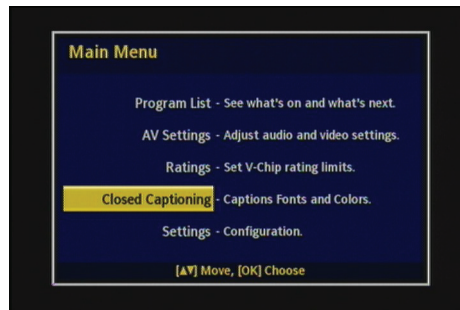 Main Menu
Program List - See what's on and what's next.
AV Settings - Adjust audio and video settings.
Ratings - Set V-Chip rating limits.
Closed Captioning - Captions Fonts and Colors.
Settings - Configuration.
[▲▼] Move, [OK] Choose